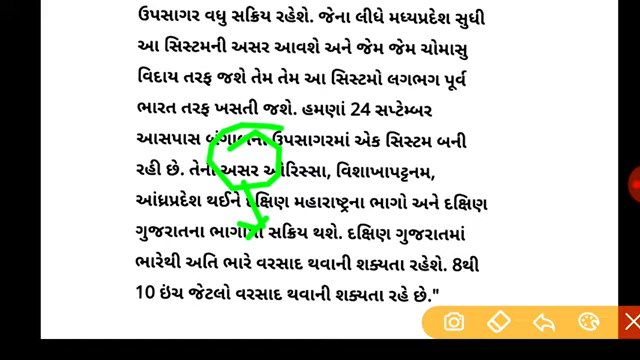 ઉપસાગર વધુ સક્રિય રહેશે. જેના લીધે મધ્યપ્રદેશ સુધી
આ સિસ્ટમની અસર આવશે અને જેમ જેમ ચોમાસુ
વિદાય તરફ જશે તેમ તેમ આ સિસ્ટમો લગભગ પૂર્વ
ભારત તરફ ખસતી જશે. હમણાં 24 સપ્ટેમ્બર
આસપાસ બંગાળના ઉપસાગરમાં એક સિસ્ટમ બની
રહી છે. તેની અસર ઓરિસ્સા, વિશાખાપટ્ટનમ,
આંધ્રપ્રદેશ થઈને દક્ષિણ મહારાષ્ટ્રના ભાગો અને દક્ષિણ
ગુજરાતના ભાગોમાં સક્રિય થશે. દક્ષિણ ગુજરાતમાં
ભારેથી અતિ ભારે વરસાદ થવાની શક્યતા રહેશે. 8થી
10 ઇંચ જેટલો વરસાદ થવાની શક્યતા રહે છે."